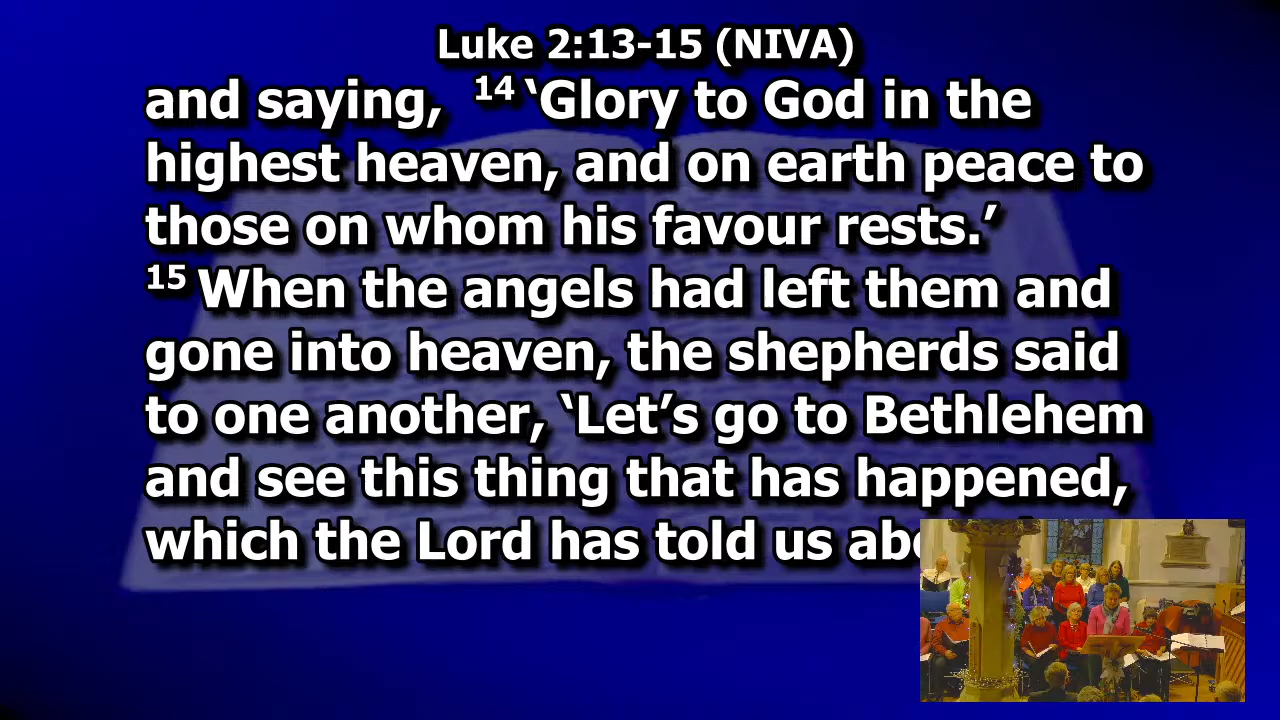 Luke 2:13-15 (NIVA)
and saying, 14 ‘Glory to God in the
highest heaven, and on earth peace to
those on whom his favour rests.’
15 When the angels had left them and
gone into heaven, the shepherds said
to one another, ‘Let’s go to Bethlehem
and see this thing that has happened,
which the Lord has told us